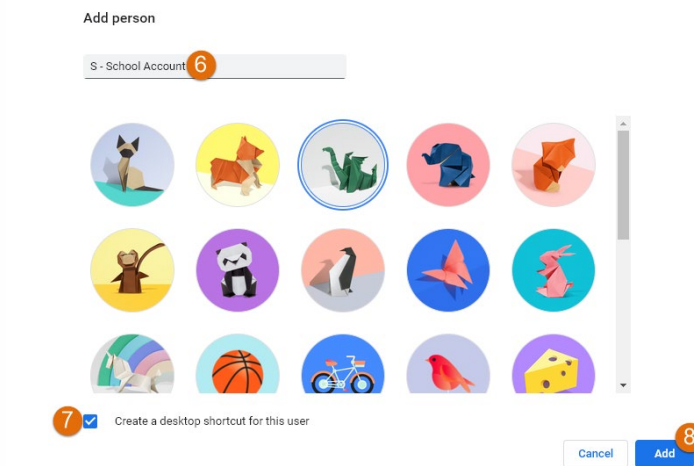 Add person
S - School Account 6
7 Create a desktop shortcut for this user
8
Cancel Add